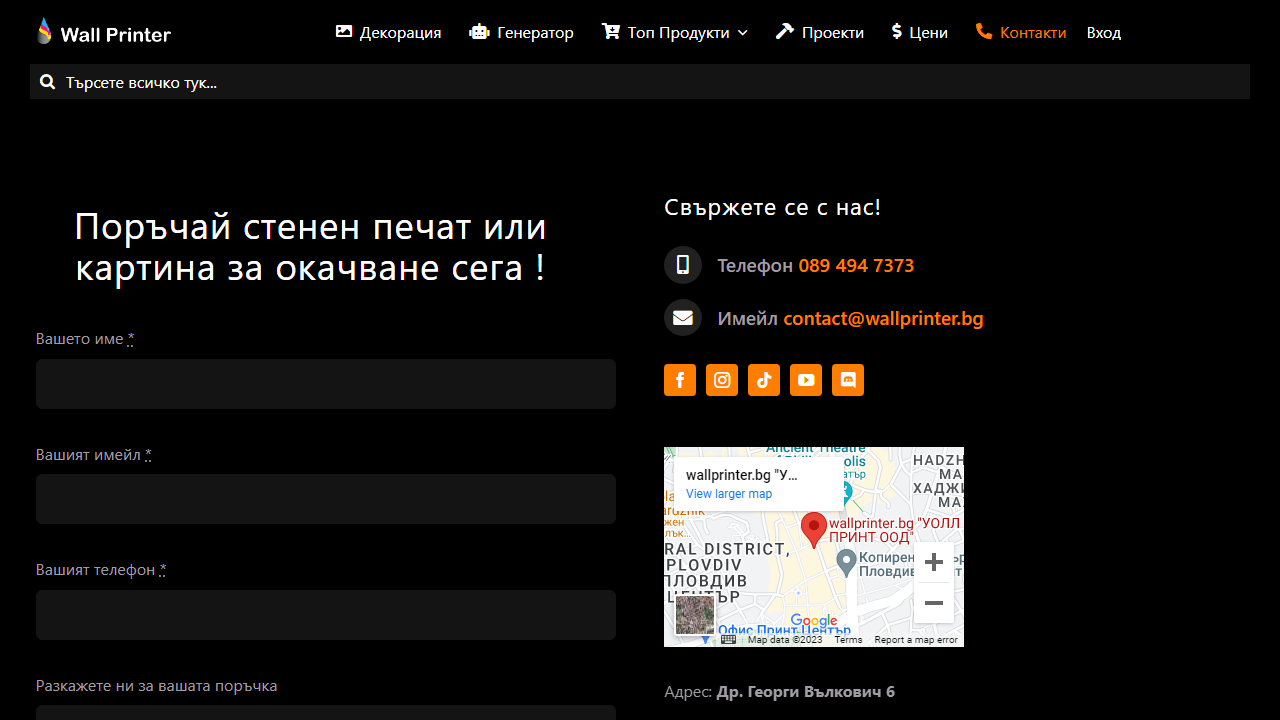 Wall Printer
Декорация
Генератор
Топ Продукти
Проекти
Цени
Контакти
Вход
Търсете всичко тук...
Поръчай стенен печат или
картина за окачване сега !
Вашето име *
Вашият имейл *
Вашият телефон *
Разкажете ни за вашата поръчка
Свържете се с нас!
Телефон 089 494 7373
Имейл contact@wallprinter.bg
wallprinter.bg "У...
View larger map
Ancient Theatre
HADZH
ХАДЖИ
wallprinter.bg "УОЛЛ
ПРИНТ ООД"
RAL DISTRICT,
PLOVDIV
ПЛОВДИВ
ЦЕНТЪР
Копирен
Пловдив
Google
Офис Принт Център
Map data ©2023
Terms
Report a map error
Адрес: Др. Георги Вълкович 6